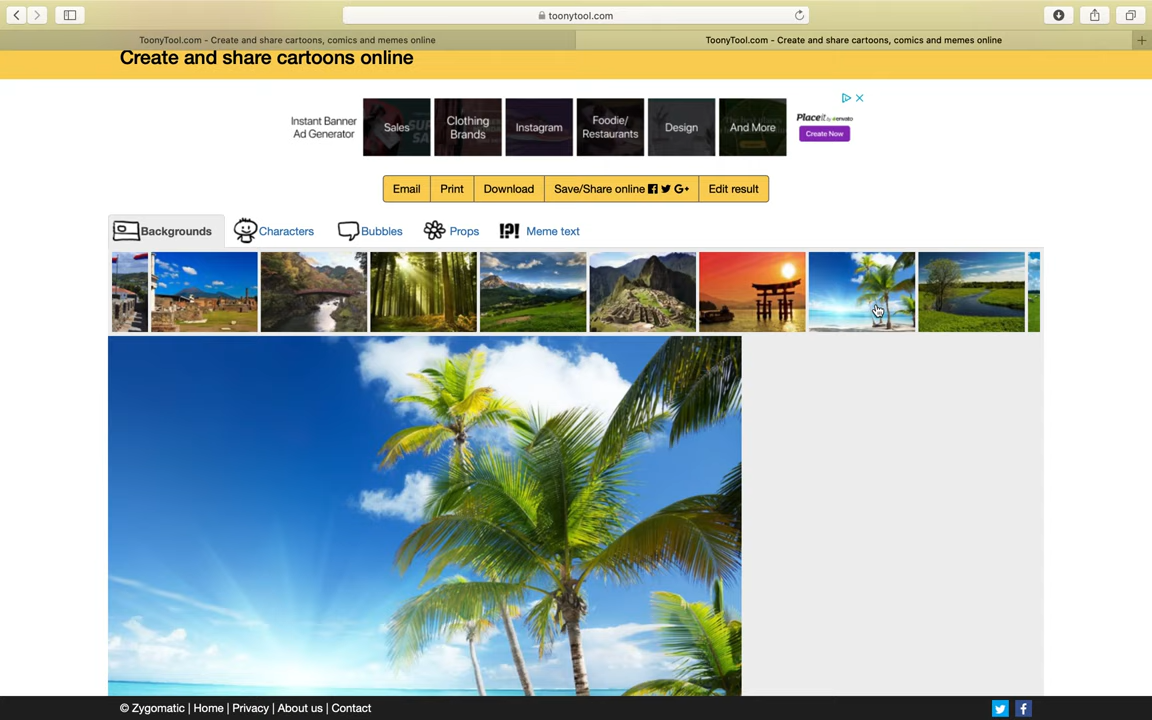 toonytool.com
ToonyTool.com - Create and share cartoons, comics and memes online
ToonyTool.com - Create and share cartoons, comics and memes online
Create and share cartoons online
Instant Banner
Ad Generator
Sales
Clothing
Brands
Instagram
Foodie/
Restaurants
Design
And More
Placeit by envato
Create Now
Email
Print
Download
Save/Share online
Edit result
Backgrounds
Characters
Bubbles
!?! Props
Meme text
© Zygomatic | Home | Privacy | About us | Contact